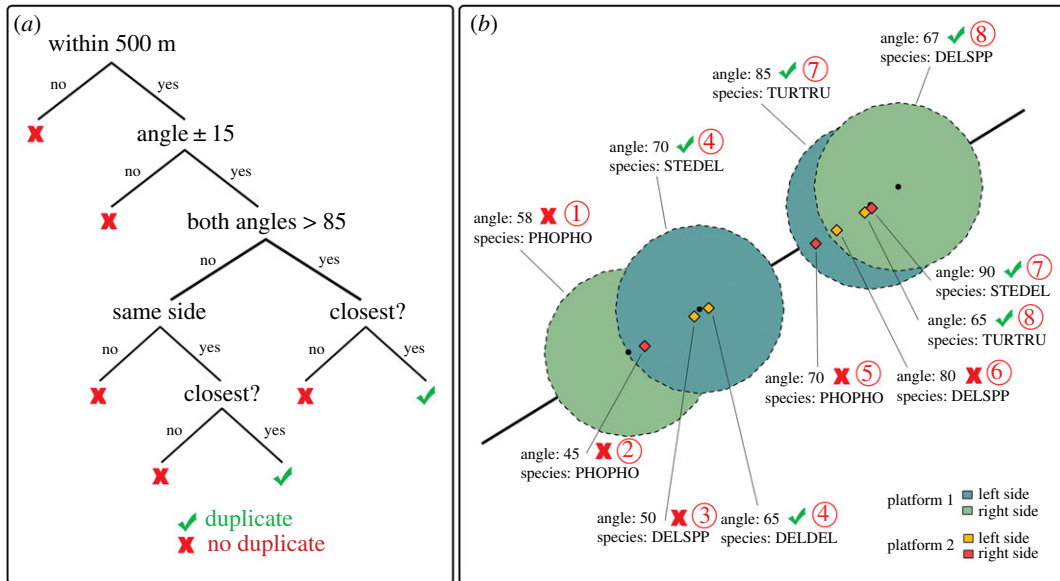 (a)
within 500 m
no
yes
angle ± 15
no
yes
both angles > 85
no
yes
same side
closest?
no
yes
no
yes
closest?
no
yes
duplicate
no duplicate
(b)
angle: 67 8
species: DELSPP
angle: 85 7
species: TURTRU
angle: 70 4
species: STEDEL
angle: 58 1
species: PHOPHO
angle: 90 7
species: STEDEL
angle: 65 8
species: TURTRU
angle: 70 5
species: PHOPHO
angle: 80 6
species: DELSPP
angle: 45 2
species: PHOPHO
angle: 50 3
species: DELSPP
angle: 65 4
species: DELDEL
platform 1 left side
right side
platform 2 left side
right side